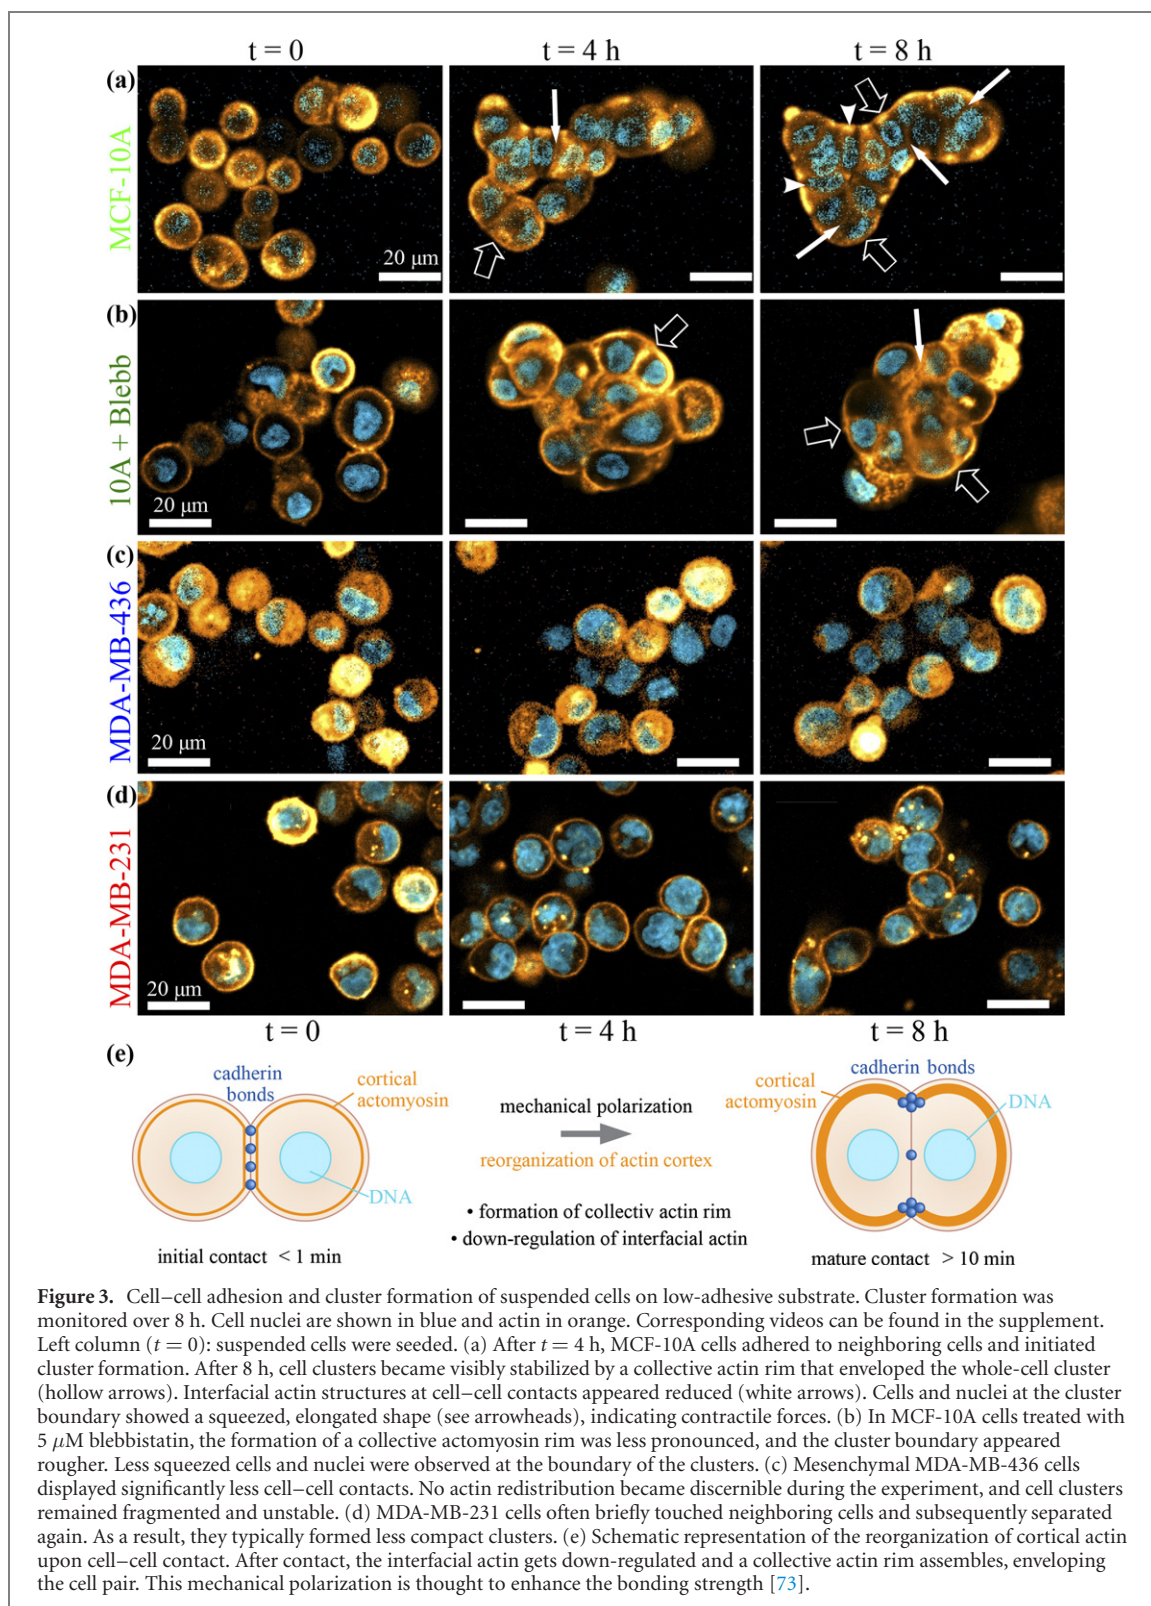 t = 0
t = 4 h
t = 8 h
(a)
MCF-10A
20 μm
(b)
10A + Blebb
20 μm
(c)
MDA-MB-436
20 μm
(d)
MDA-MB-231
20 μm
t = 0
t = 4 h
t = 8 h
(e)
cadherin
bonds
cortical
actomyosin
DNA
initial contact < 1 min
mechanical polarization
reorganization of actin cortex
• formation of collectiv actin rim
• down-regulation of interfacial actin
cadherin bonds
cortical
actomyosin
DNA
mature contact > 10 min
Figure 3. Cell–cell adhesion and cluster formation of suspended cells on low-adhesive substrate. Cluster formation was
monitored over 8 h. Cell nuclei are shown in blue and actin in orange. Corresponding videos can be found in the supplement.
Left column (t = 0): suspended cells were seeded. (a) After t = 4 h, MCF-10A cells adhered to neighboring cells and initiated
cluster formation. After 8 h, cell clusters became visibly stabilized by a collective actin rim that enveloped the whole-cell cluster
(hollow arrows). Interfacial actin structures at cell–cell contacts appeared reduced (white arrows). Cells and nuclei at the cluster
boundary showed a squeezed, elongated shape (see arrowheads), indicating contractile forces. (b) In MCF-10A cells treated with
5 μM blebbistatin, the formation of a collective actomyosin rim was less pronounced, and the cluster boundary appeared
rougher. Less squeezed cells and nuclei were observed at the boundary of the clusters. (c) Mesenchymal MDA-MB-436 cells
displayed significantly less cell–cell contacts. No actin redistribution became discernible during the experiment, and cell clusters
remained fragmented and unstable. (d) MDA-MB-231 cells often briefly touched neighboring cells and subsequently separated
again. As a result, they typically formed less compact clusters. (e) Schematic representation of the reorganization of cortical actin
upon cell–cell contact. After contact, the interfacial actin gets down-regulated and a collective actin rim assembles, enveloping
the cell pair. This mechanical polarization is thought to enhance the bonding strength [73].